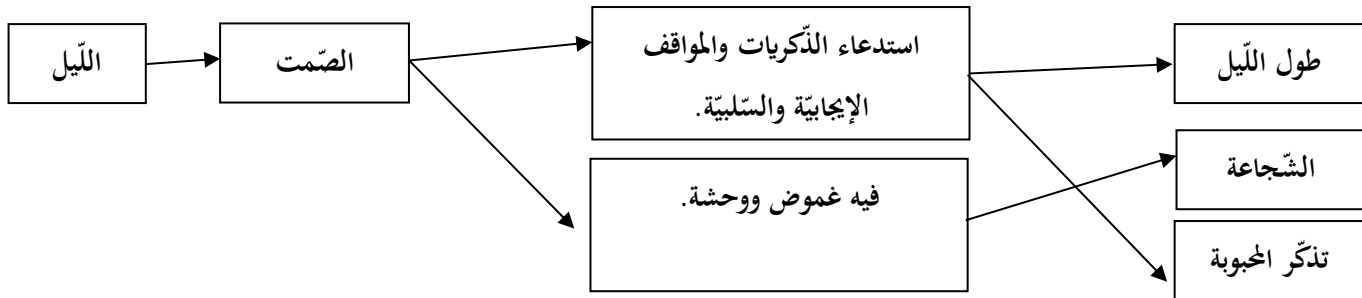 اللّيل
الصّمت
استدعاء الذّكريات والمواقف
الإيجابيّة والسّلبيّة.
فيه غموض ووحشة.
طول اللّيل
الشّجاعة
تذكّر المحبوبة